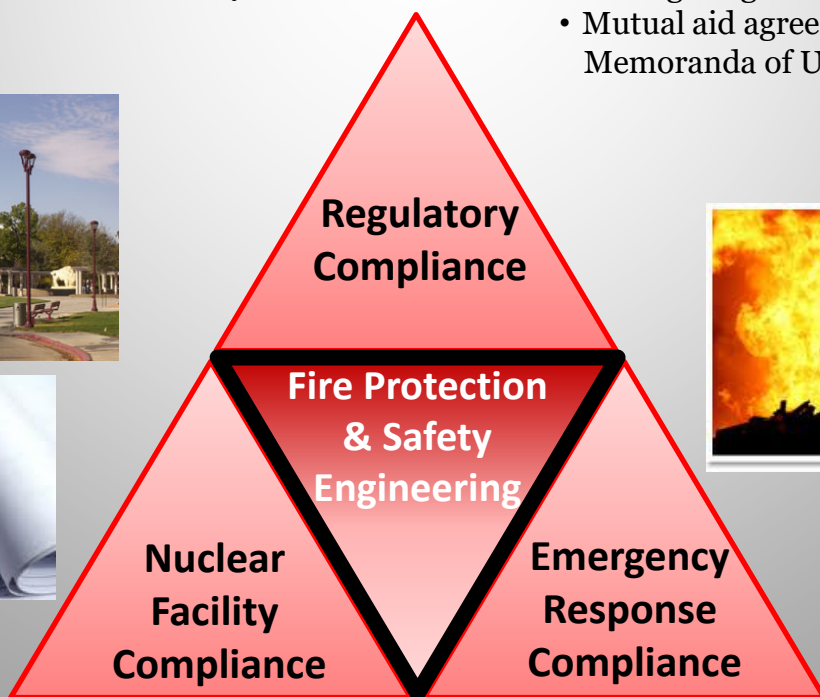 • Mutual aid agree
Memoranda of U
Regulatory
Compliance
Fire Protection
& Safety
Engineering
Nuclear
Facility
Compliance
Emergency
Response
Compliance